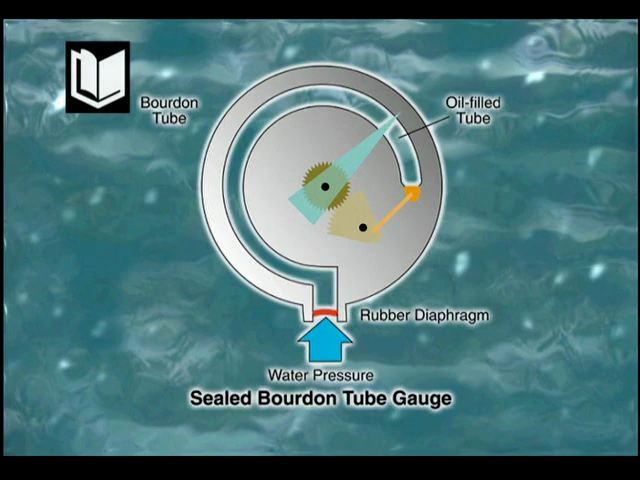 Bourdon
Tube
Oil-filled
Tube
Rubber Diaphragm
Water Pressure
Sealed Bourdon Tube Gauge